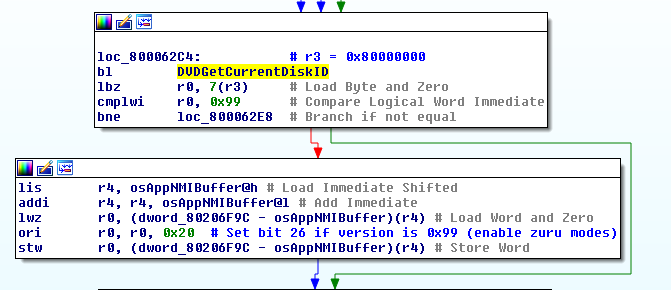 loc_800062C4: # r3 = 0x80000000
bl DVDGetCurrentDiskID
lbz r0, 7(r3) # Load Byte and Zero
cmplwi r0, 0x99 # Compare Logical Word Immediate
bne loc_800062E8 # Branch if not equal
lis r4, osAppNMIBuffer@h # Load Immediate Shifted
addi r4, r4, osAppNMIBuffer@l # Add Immediate
lwz r0, (dword_80206F9C - osAppNMIBuffer)(r4) # Load Word and Zero
ori r0, r0, 0x20 # Set bit 26 if version is 0x99 (enable zuru modes)
stw r0, (dword_80206F9C - osAppNMIBuffer)(r4) # Store Word